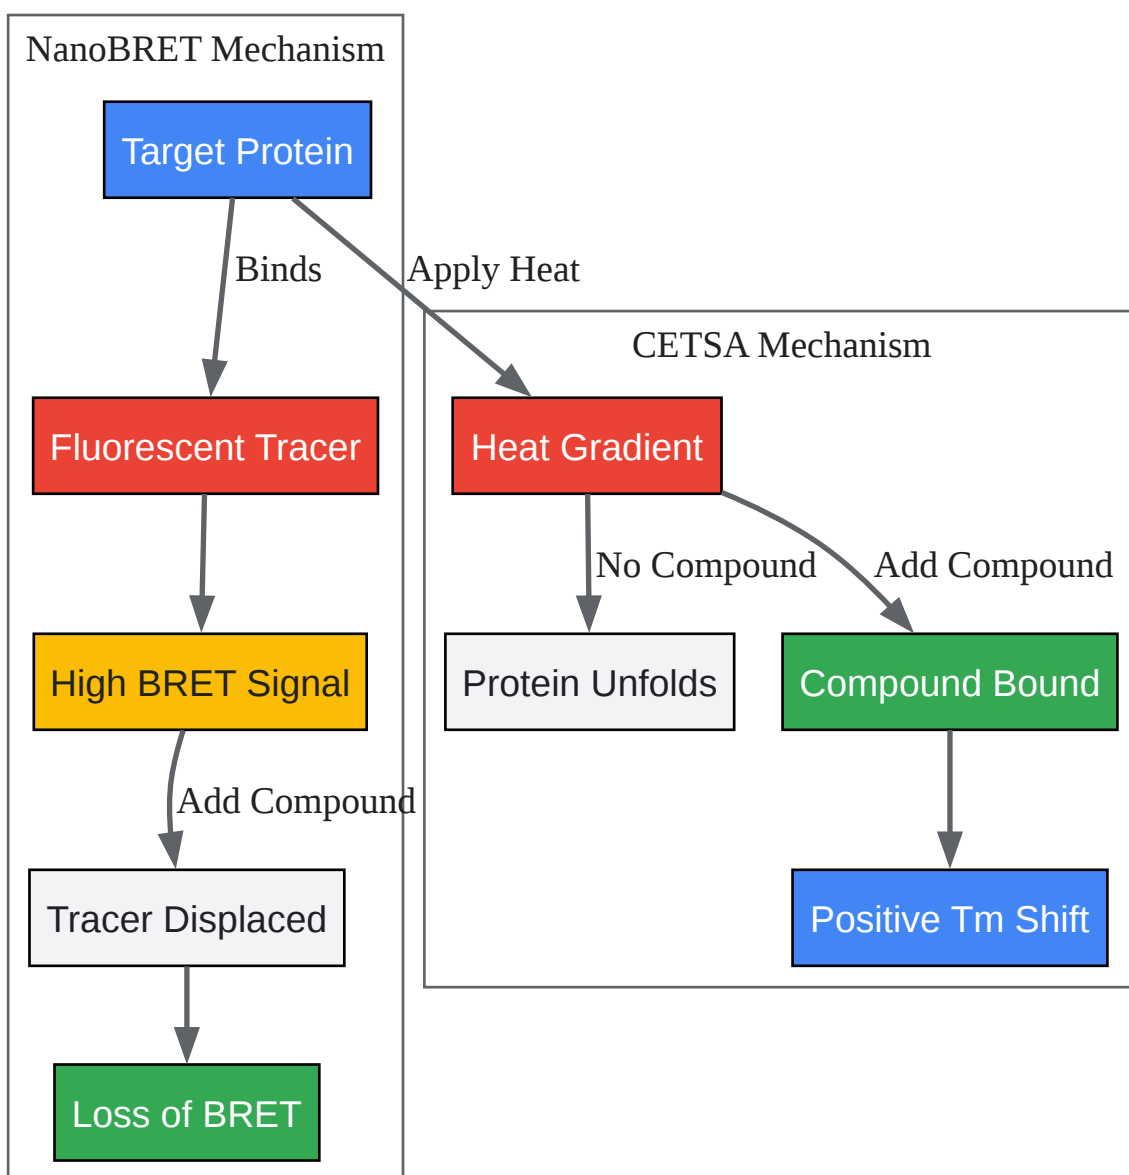 NanoBRET Mechanism
Target Protein
Binds
Apply Heat
CETSA Mechanism
Fluorescent Tracer
Heat Gradient
No Compound
Add Compound
High BRET Signal
Protein Unfolds
Compound Bound
Add Compound
Tracer Displaced
Positive Tm Shift
Loss of BRET